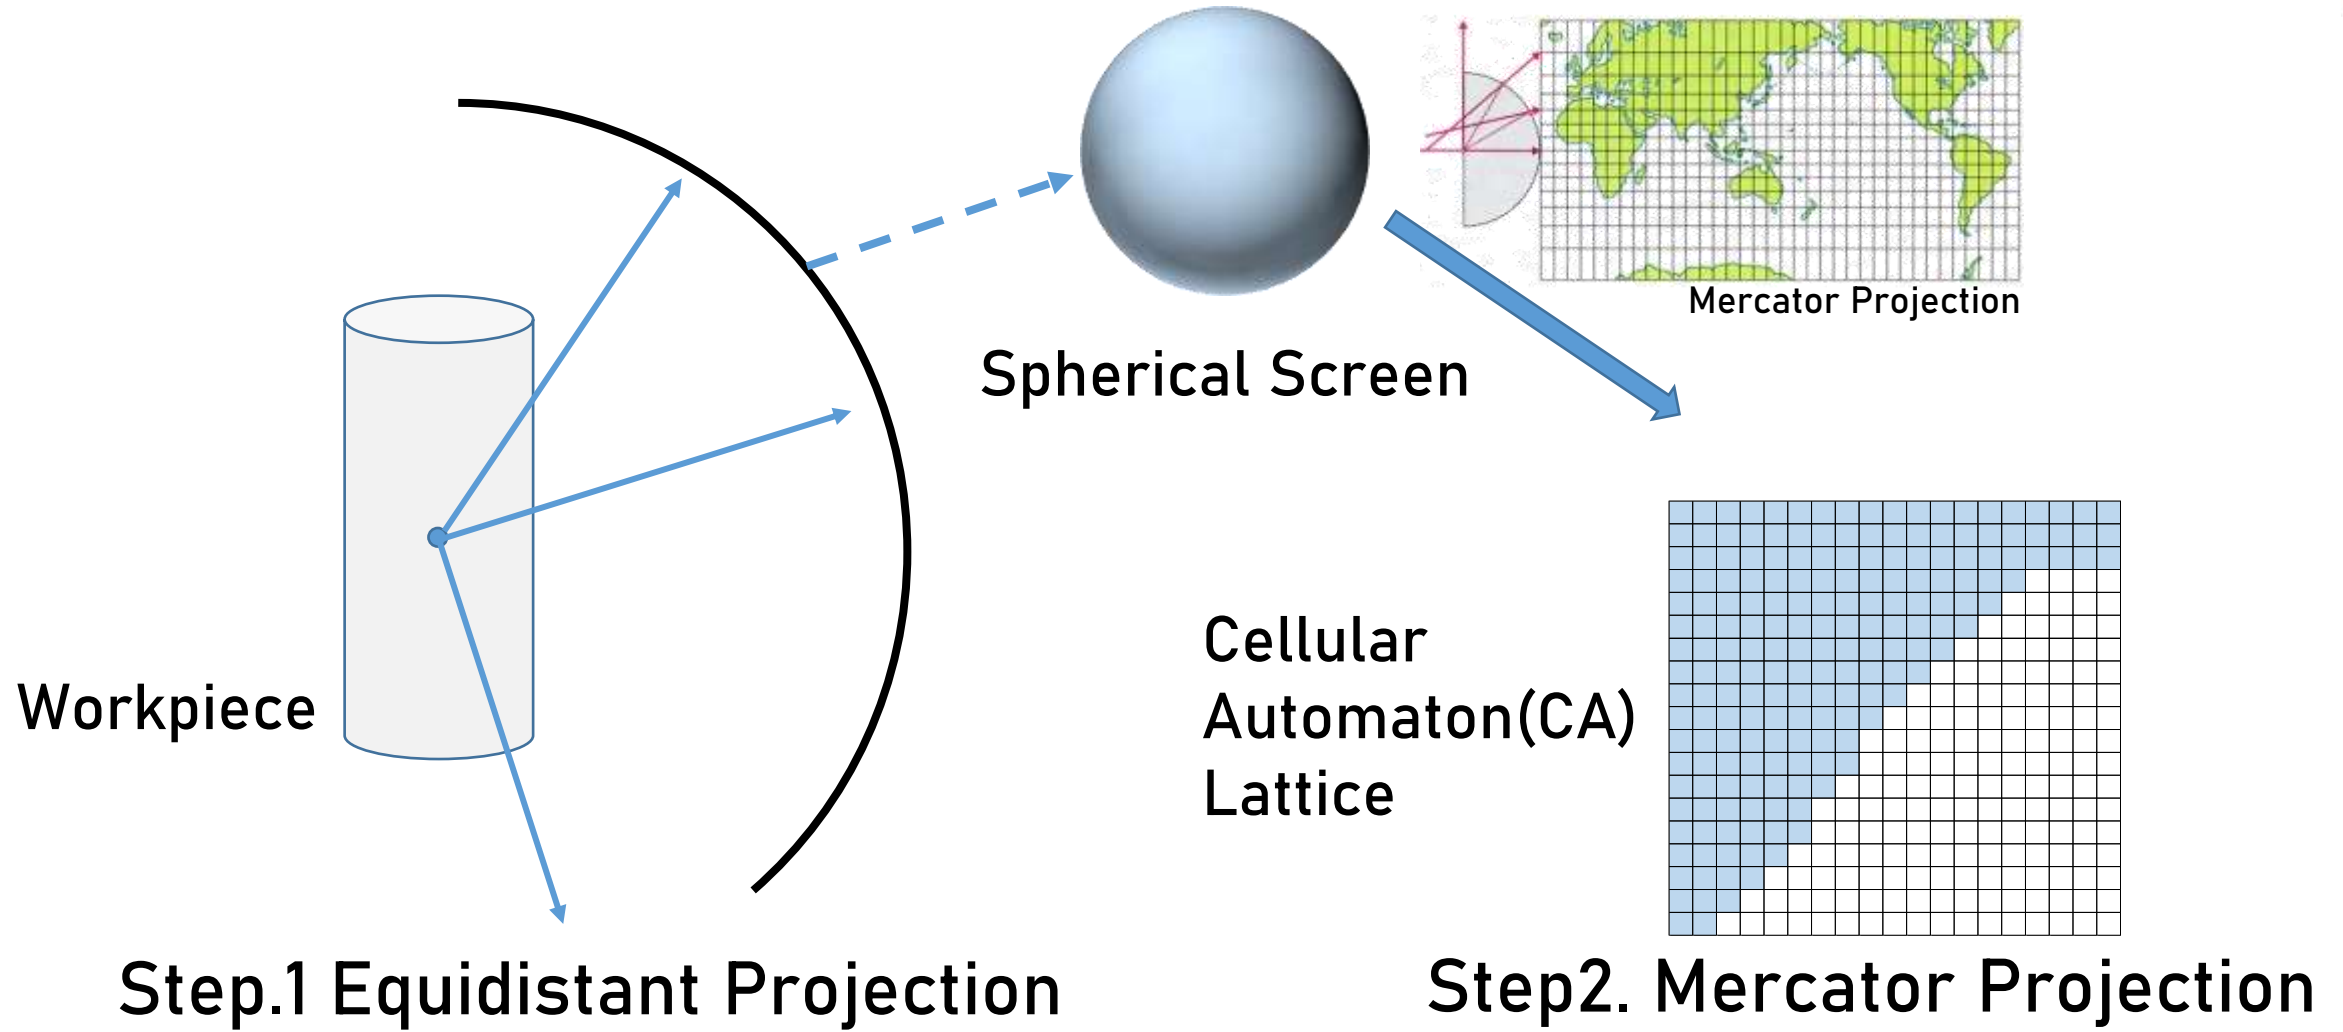 Mercator Projection
Spherical Screen
Workpiece
Cellular
Automaton(CA)
Lattice
Step.1 Equidistant Projection
Step2. Mercator Projection